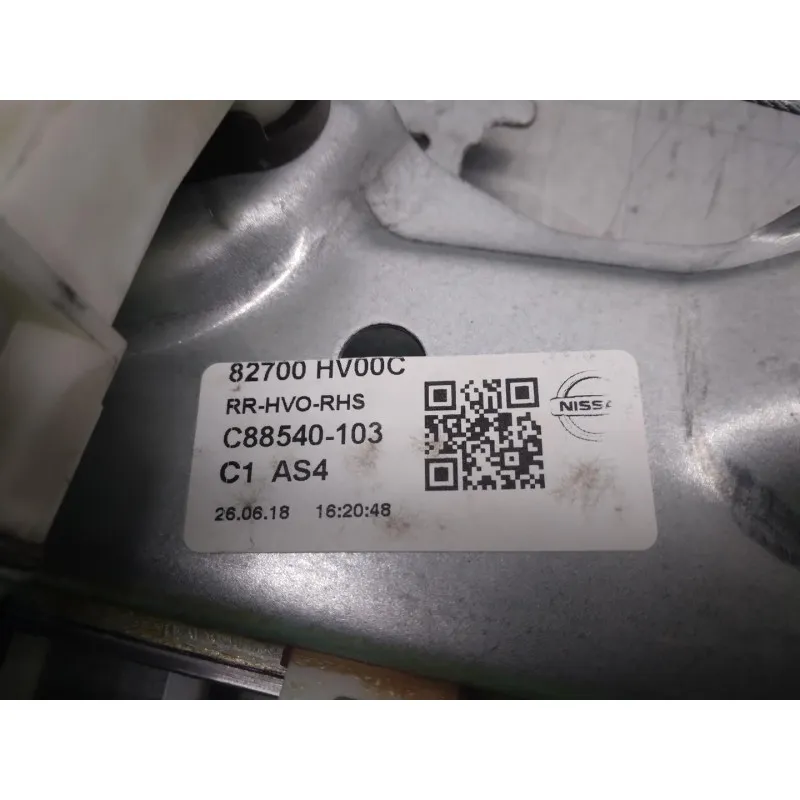 82700 HV00C
RR-HVO-RHS
C88540-103
C1 AS4
26.06.18 16:20:48
NISSA